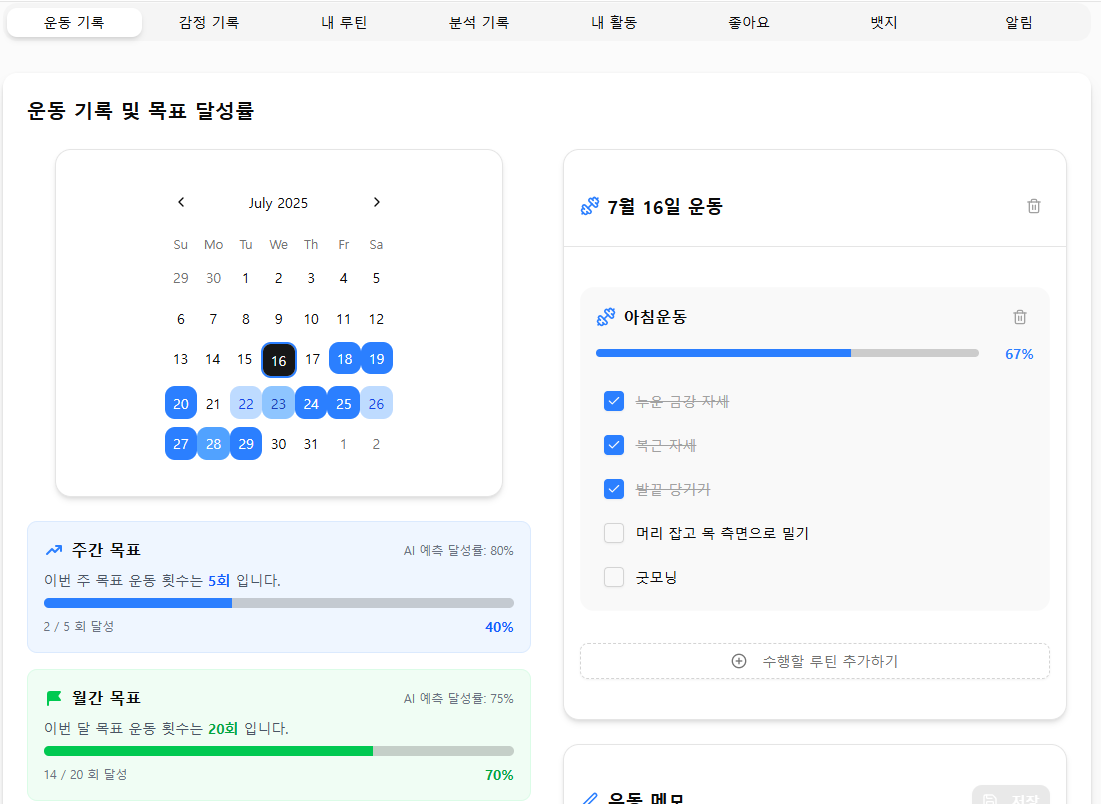 운동 기록 감정 기록 내 루틴 분석 기록 내 활동 좋아요 뱃지 알림
운동 기록 및 목표 달성률
July 2025
Su Mo Tu We Th Fr Sa
29 30 1 2 3 4 5
6 7 8 9 10 11 12
13 14 15 16 17 18 19
20 21 22 23 24 25 26
27 28 29 30 31 1 2
주간 목표 AI 예측 달성률: 80%
이번 주 목표 운동 횟수는 5회 입니다.
2 / 5 회 달성 40%
월간 목표 AI 예측 달성률: 75%
이번 달 목표 운동 횟수는 20회 입니다.
14 / 20 회 달성 70%
7월 16일 운동
아침운동
67%
누운 금강 자세
복근 자세
발끝 당기기
머리 잡고 목 측면으로 밀기
굿모닝
수행할 루틴 추가하기
운동 메모 저장